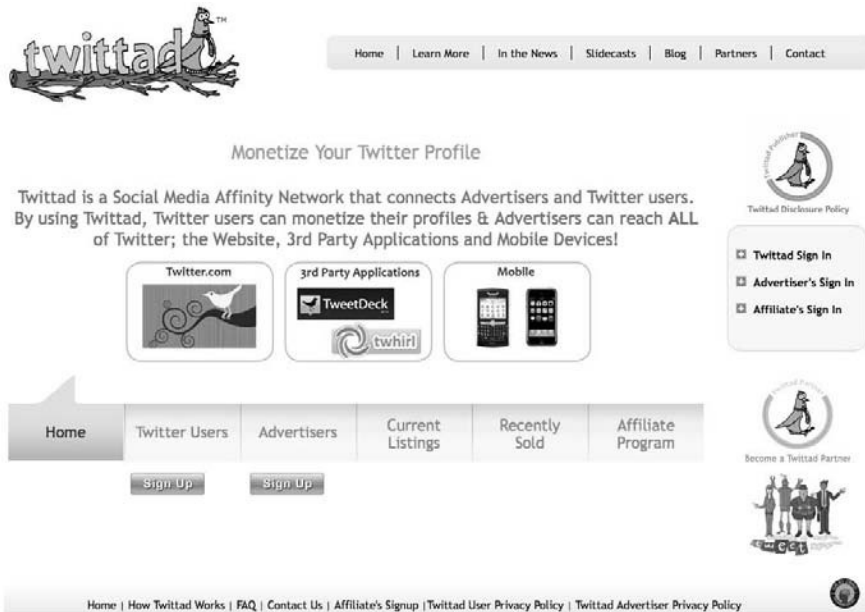 twittad™
Home | Learn More | In the News | Slidecasts | Blog | Partners | Contact
Monetize Your Twitter Profile
Twittad is a Social Media Affinity Network that connects Advertisers and Twitter users.
By using Twittad, Twitter users can monetize their profiles & Advertisers can reach ALL
of Twitter; the Website, 3rd Party Applications and Mobile Devices!
Twitter.com
3rd Party Applications
TweetDeck
twhirl
Mobile
Twittad Publisher
Twittad Disclosure Policy
Twittad Sign In
Advertiser's Sign In
Affiliate's Sign In
Home
Twitter Users
Advertisers
Current
Listings
Recently
Sold
Affiliate
Program
Sign Up
Sign Up
Twittad Partner
Become a Twittad Partner
Home | How Twittad Works | FAQ | Contact Us | Affiliate's Signup |Twittad User Privacy Policy | Twittad Advertiser Privacy Policy